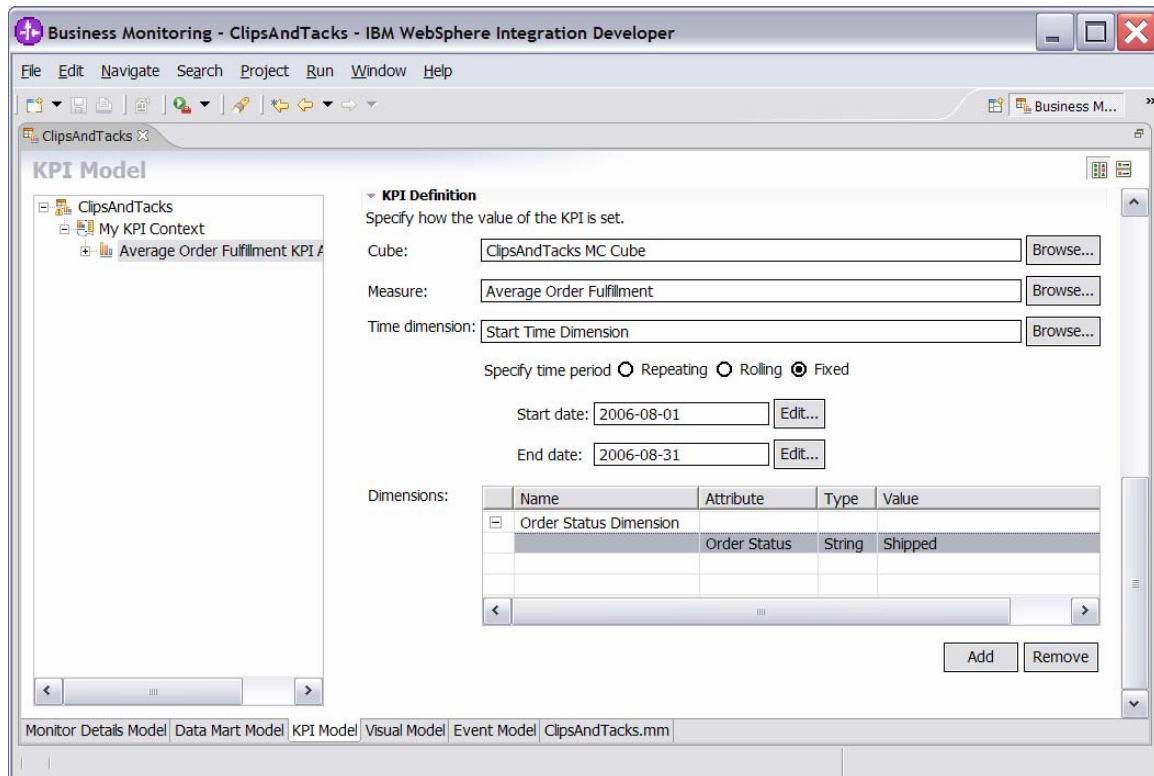 Business Monitoring - ClipsAndTacks - IBM WebSphere Integration Developer
File Edit Navigate Search Project Run Window Help
Business M... »
ClipsAndTacks
KPI Model
ClipsAndTacks
My KPI Context
Average Order Fulfillment KPI A
KPI Definition
Specify how the value of the KPI is set.
Cube: ClipsAndTacks MC Cube Browse...
Measure: Average Order Fulfillment Browse...
Time dimension: Start Time Dimension Browse...
Specify time period Repeating Rolling Fixed
Start date: 2006-08-01 Edit...
End date: 2006-08-31 Edit...
Dimensions:
Name Attribute Type Value
Order Status Dimension
Order Status String Shipped
Add Remove
Monitor Details Model Data Mart Model KPI Model Visual Model Event Model ClipsAndTacks.mm